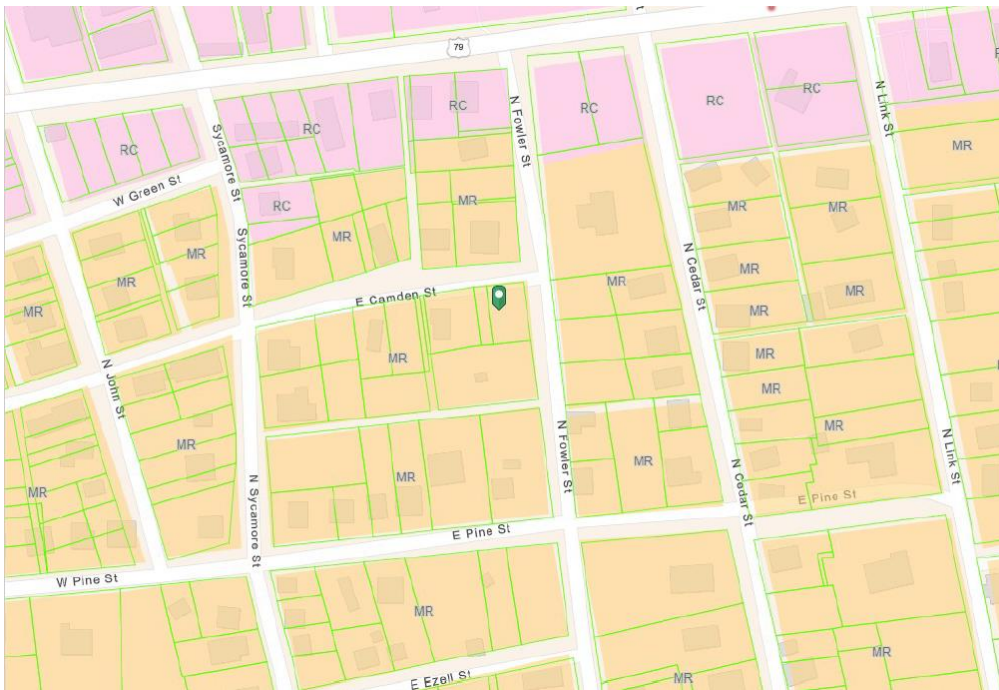 79
RC
RC
RC
RC
RC
RC
N Link St
MR
N Fowler St
Sycamore St
W Green St
RC
MR
MR
MR
MR
MR
MR
MR
Sycamore St
MR
N Cedar St
MR
MR
MR
MR
E Camden St
MR
MR
MR
MR
N John St
MR
MR
MR
N Fowler St
MR
MR
N Cedar St
N Link St
MR
N Sycamore St
E Pine St
E Pine St
W Pine St
MR
MR
MR
E Ezell St